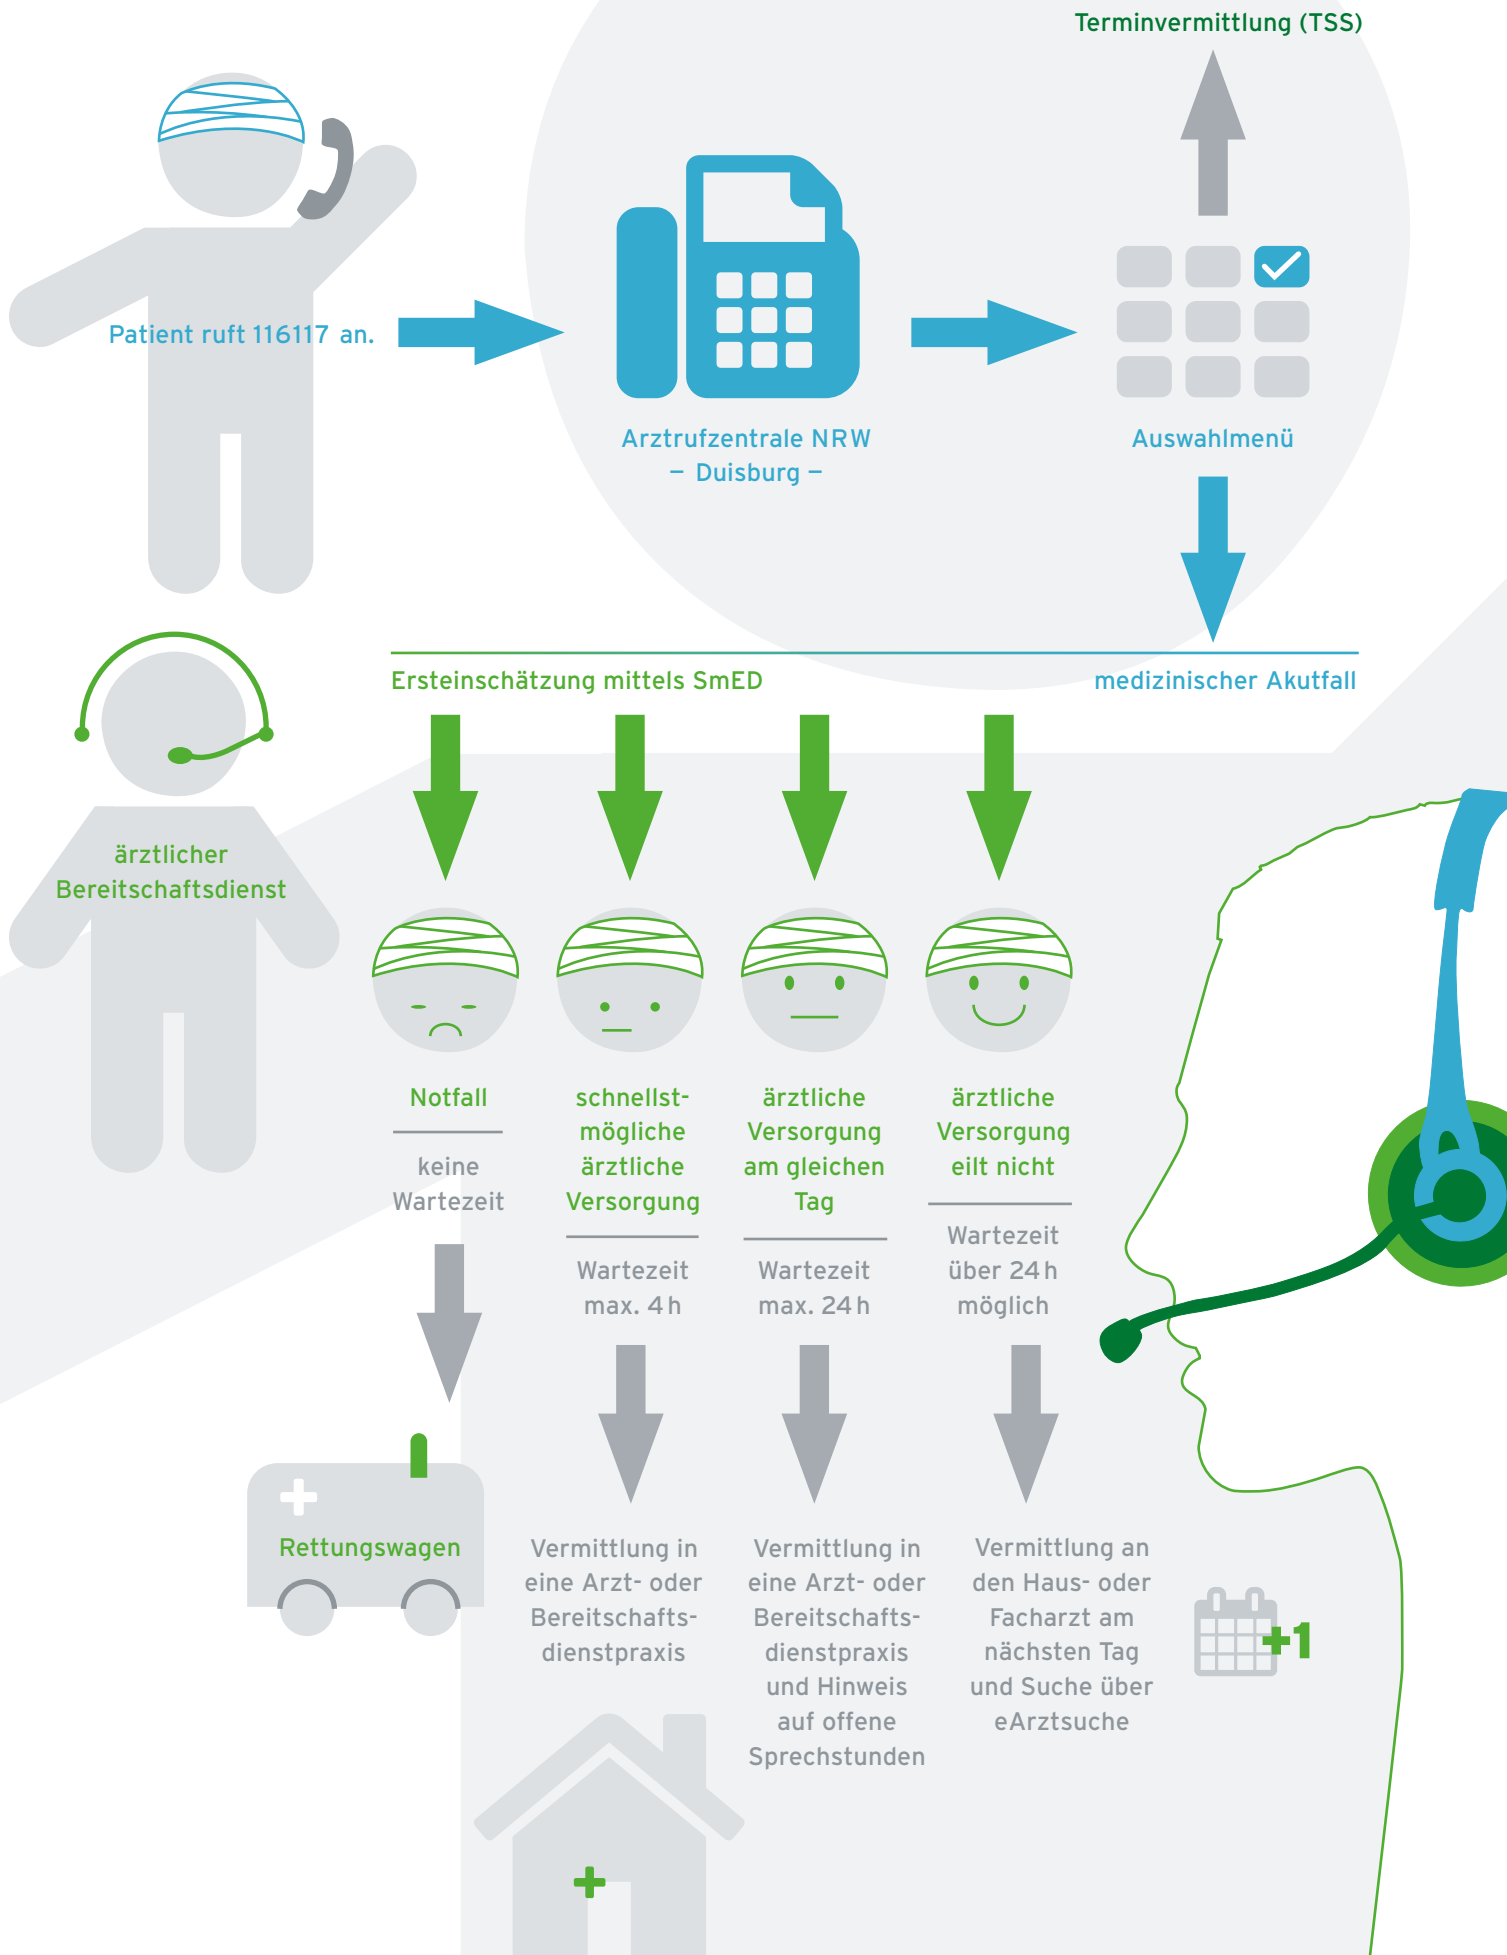 Terminvermittlung (TSS)
Patient ruft 116117 an.
Arztrufzentrale NRW
– Duisburg –
Auswahlmenü
Ersteinschätzung mittels SmED
medizinischer Akutfall
ärztlicher
Bereitschaftsdienst
Notfall
keine
Wartezeit
schnellst-
mögliche
ärztliche
Versorgung
Wartezeit
max. 4 h
ärztliche
Versorgung
am gleichen
Tag
Wartezeit
max. 24 h
ärztliche
Versorgung
eilt nicht
Wartezeit
über 24 h
möglich
Rettungswagen
Vermittlung in
eine Arzt- oder
Bereitschafts-
dienstpraxis
Vermittlung in
eine Arzt- oder
Bereitschafts-
dienstpraxis
und Hinweis
auf offene
Sprechstunden
Vermittlung an
den Haus- oder
Facharzt am
nächsten Tag
und Suche über
eArztsuche
+1